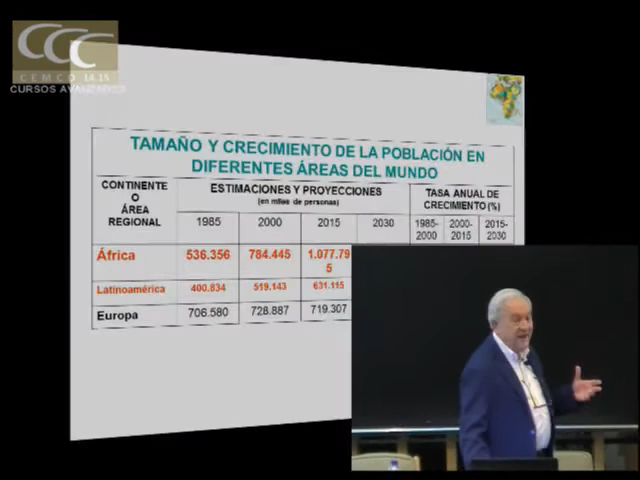 CCC
CEMCO 14.15
CURSOS AVANZADOS
TAMAÑO Y CRECIMIENTO DE LA POBLACIÓN EN
DIFERENTES ÁREAS DEL MUNDO
CONTINENTE
O
ÁREA
REGIONAL
ESTIMACIONES Y PROYECCIONES
(en miles de personas)
TASA ANUAL DE
CRECIMIENTO (%)
1985 2000 2015 2030 1985-2000 2000-2015 2015-2030
África 536.356 784.445 1.077.795
Latinoamérica 400.834 519.143 631.115
Europa 706.580 728.887 719.307